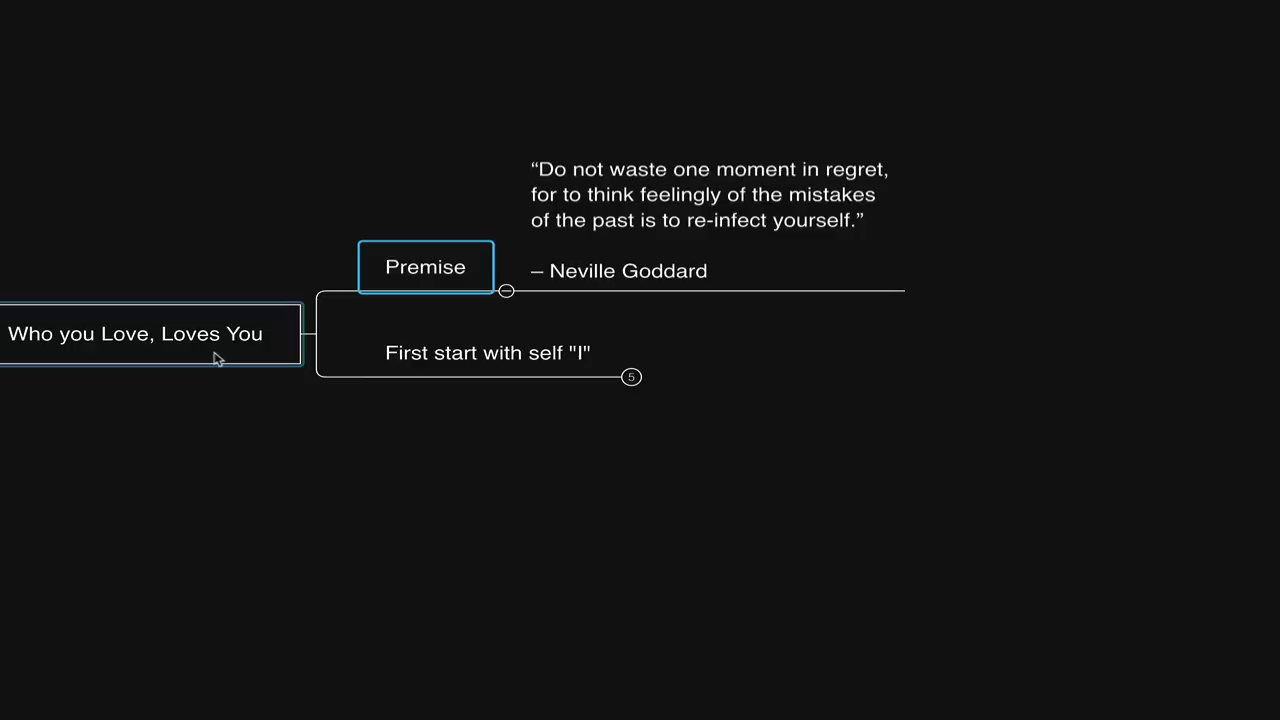 “Do not waste one moment in regret,
for to think feelingly of the mistakes
of the past is to re-infect yourself.”
– Neville Goddard
Premise
Who you Love, Loves You
First start with self "I"
5